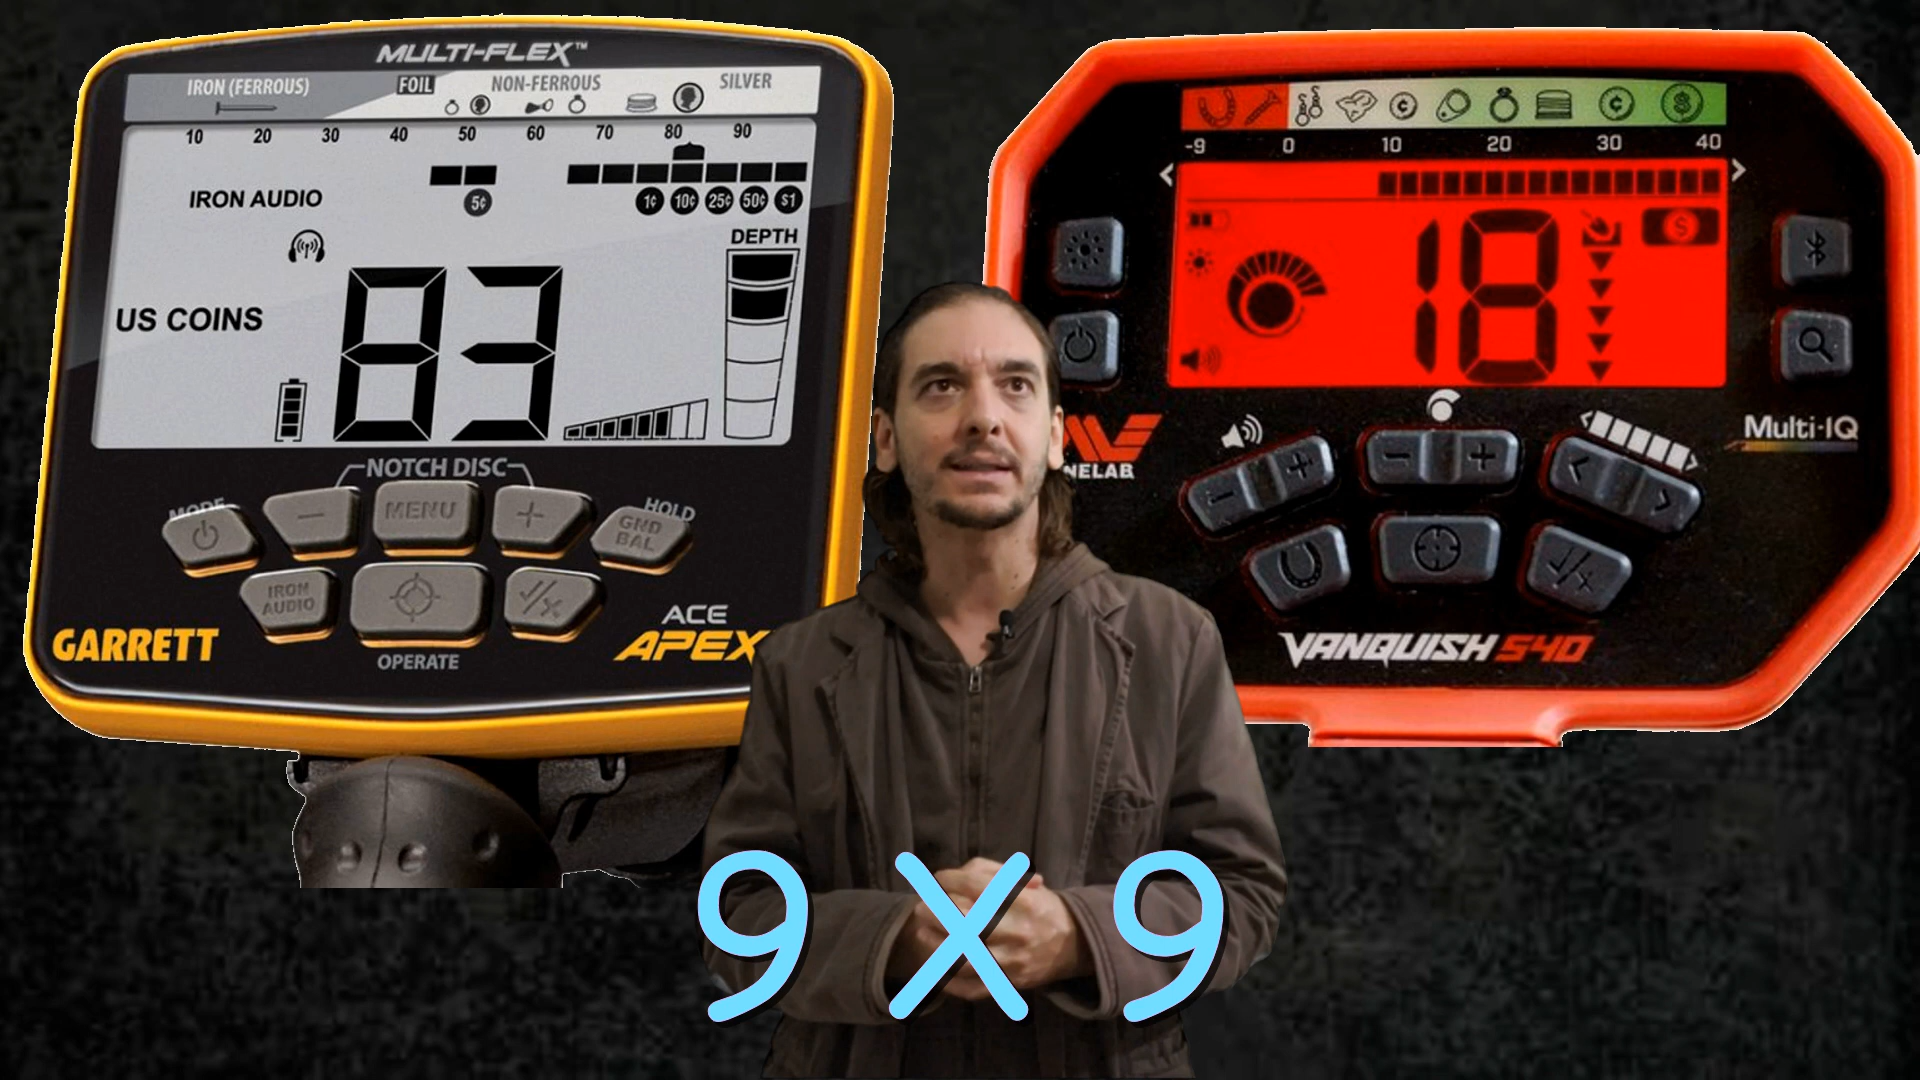 MULTI-FLEX™
IRON (FERROUS) FOIL NON-FERROUS SILVER
10 20 30 40 50 60 70 80 90
IRON AUDIO
5¢ 1¢ 10¢ 25¢ 50¢ $1
DEPTH
US COINS
83
NOTCH DISC
MODE
HOLD
- MENU +
GND
BAL
IRON
AUDIO
✓/X
OPERATE
GARRETT
ACE
APEX
-9 0 10 20 30 40
< >
18
$
Multi-IQ
NELAB
- + - + < >
✓/X
VANQUISH 540
9 X 9